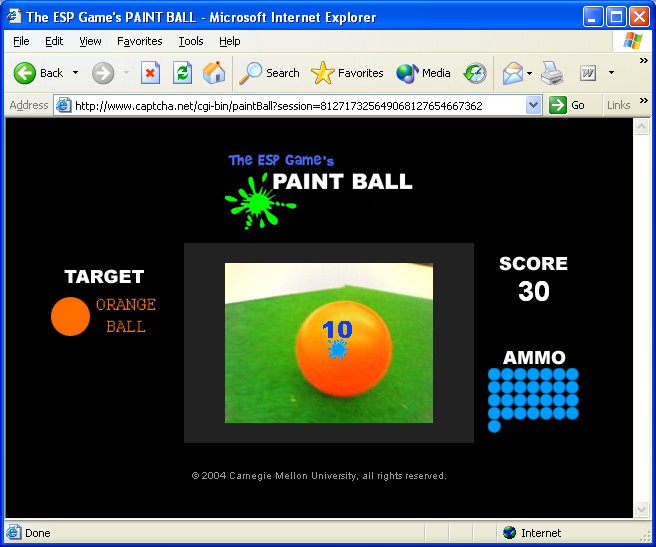 The ESP Game's PAINT BALL - Microsoft Internet Explorer
File Edit View Favorites Tools Help
Back Search Favorites Media W »
Address http://www.captcha.net/cgi-bin/paintBall?session=812717325649068127654667362 Go Links »
The ESP Game's
PAINT BALL
TARGET
ORANGE
BALL
10
SCORE
30
AMMO
© 2004 Carnegie Mellon University, all rights reserved.
Done Internet